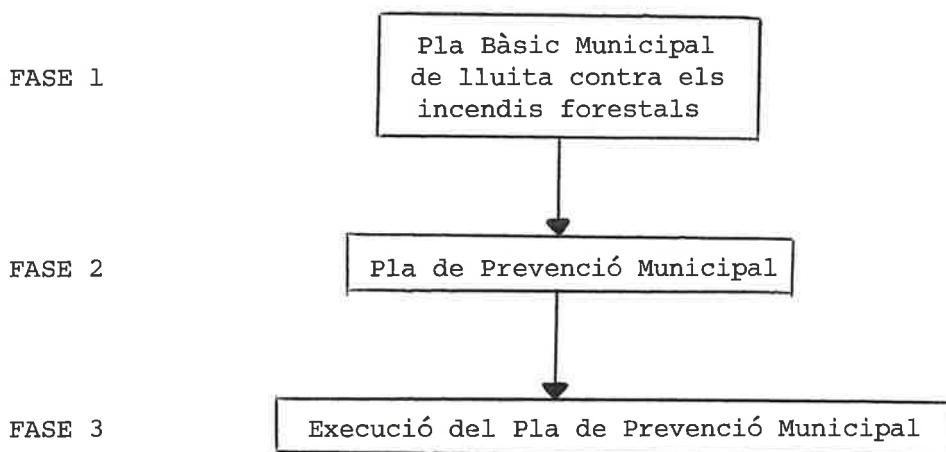 FASE 1
Pla Bàsic Municipal
de lluita contra els
incendis forestals
FASE 2
Pla de Prevenció Municipal
FASE 3
Execució del Pla de Prevenció Municipal